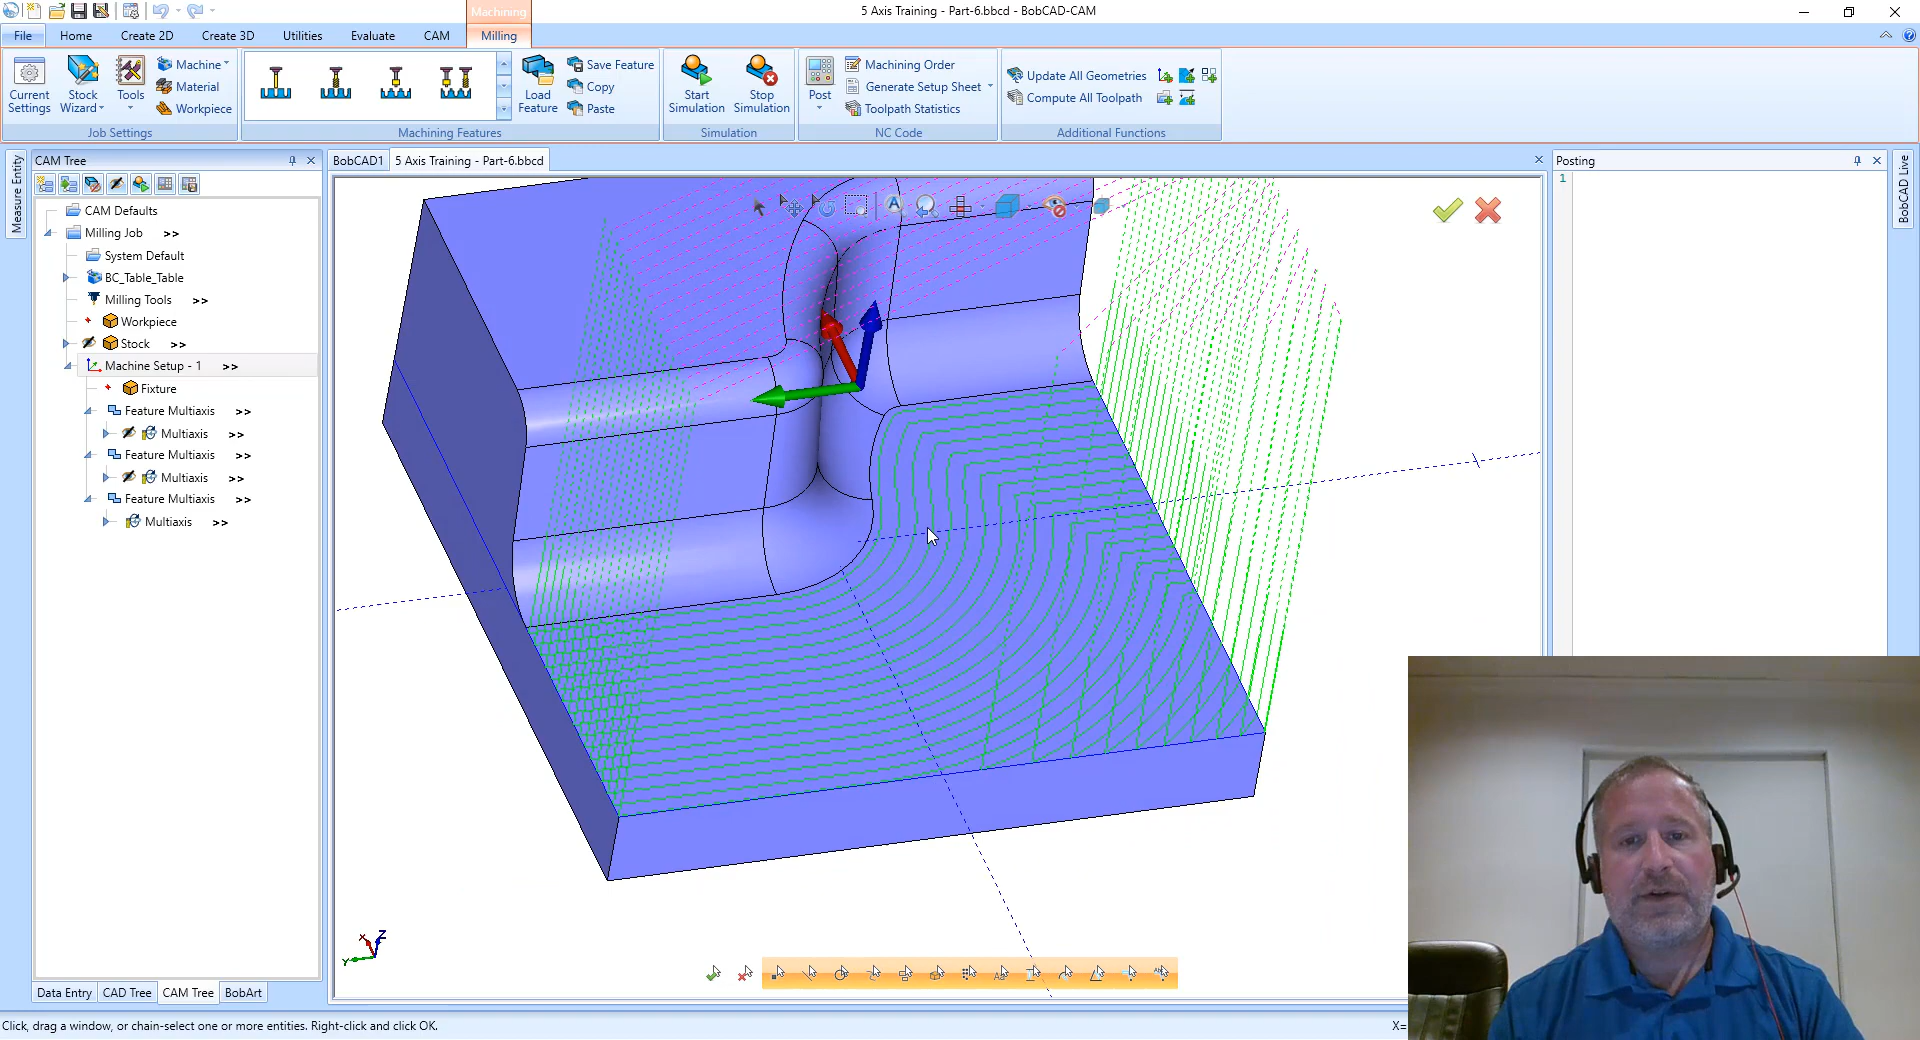 5 Axis Training - Part-6.bbcd - BobCAD-CAM
Machining
File Home Create 2D Create 3D Utilities Evaluate CAM Milling
Current Settings
Stock Wizard
Tools
Machine
Material
Workpiece
Job Settings
Load Feature
Save Feature
Copy
Paste
Machining Features
Start Simulation
Stop Simulation
Simulation
Post
Machining Order
Generate Setup Sheet
Toolpath Statistics
NC Code
Update All Geometries
Compute All Toolpath
Additional Functions
Measure Entity
CAM Tree
BobCAD1
5 Axis Training - Part-6.bbcd
Posting
BobCAD Live
1
CAM Defaults
Milling Job >>
System Default
BC_Table_Table
Milling Tools >>
Workpiece
Stock >>
Machine Setup - 1 >>
Fixture
Feature Multiaxis >>
Multiaxis >>
Feature Multiaxis >>
Multiaxis >>
Feature Multiaxis >>
Multiaxis >>
X Z
Y
Data Entry CAD Tree CAM Tree BobArt
Click, drag a window, or chain-select one or more entities. Right-click and click OK.
X=